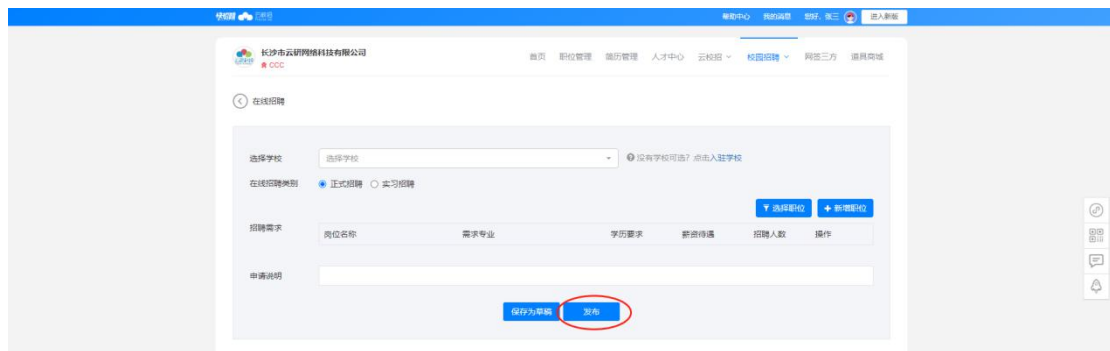 快招网 云就业 帮助中心 我的消息 您好，张三 进入新版
长沙市云研网络科技有限公司
CCC
首页 职位管理 简历管理 人才中心 云校招 校园招聘 网签三方 道具商城
在线招聘
选择学校 选择学校 没有学校可选？点击入驻学校
在线招聘类别 正式招聘 实习招聘
选择职位 + 新增职位
招聘需求
岗位名称 需求专业 学历要求 薪资待遇 招聘人数 操作
申请说明
保存为草稿 发布